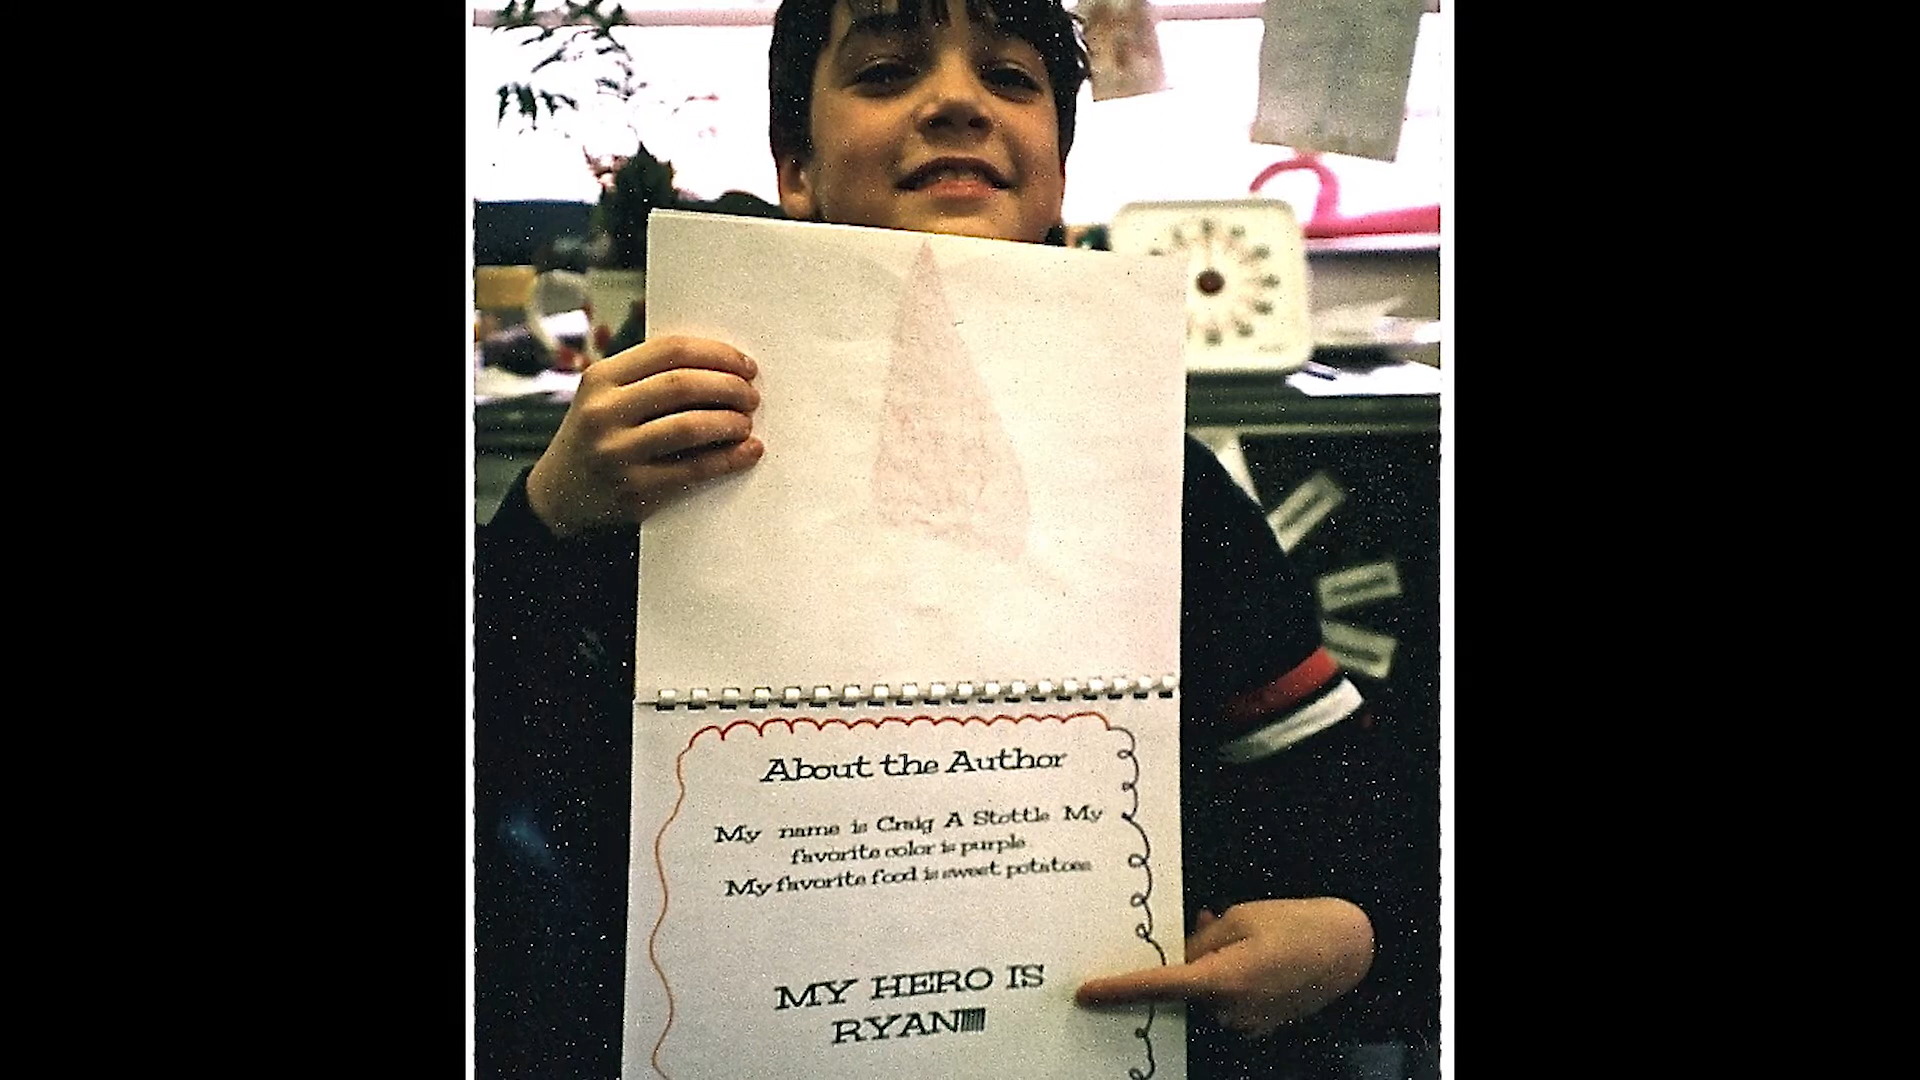 About the Author
My name is Craig A Stottle My
favorite color is purple
My favorite food is sweet potatoes
MY HERO IS
RYAN!!!!!!